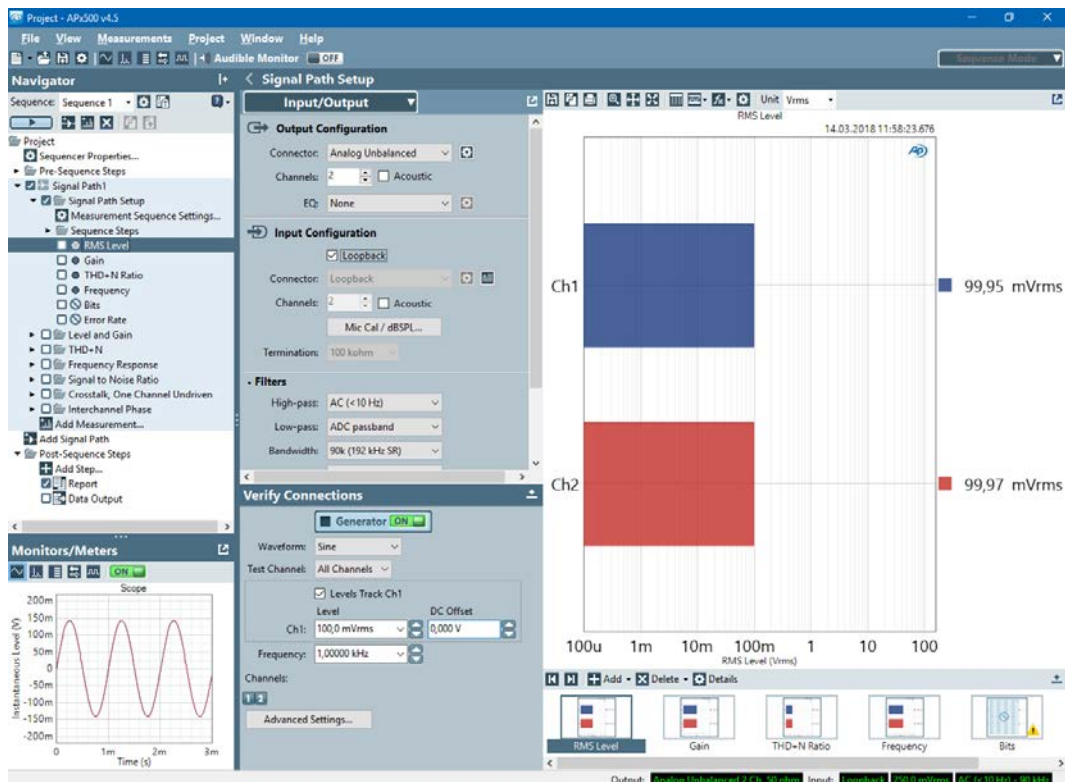 Project - APx500 v4.5
File View Measurements Project Window Help
Audible Monitor OFF
Sequence Mode
Navigator
Sequence: Sequence 1
Project
Sequencer Properties...
Pre-Sequence Steps
Signal Path1
Signal Path Setup
Measurement Sequence Settings...
Sequence Steps
RMS Level
Gain
THD+N Ratio
Frequency
Bits
Error Rate
Level and Gain
THD+N
Frequency Response
Signal to Noise Ratio
Crosstalk, One Channel Undriven
Interchannel Phase
Add Measurement...
Add Signal Path
Post-Sequence Steps
Add Step...
Report
Data Output
Monitors/Meters
ON
Scope
200m
150m
100m
50m
0
-50m
-100m
-150m
-200m
Instantaneous Level (V)
0 1m 2m 3m
Time (s)
Signal Path Setup
Input/Output
Output Configuration
Connector: Analog Unbalanced
Channels: 2 Acoustic
EQ: None
Input Configuration
Loopback
Connector: Loopback
Channels: 2 Acoustic
Mic Cal / dBSPL...
Termination: 100 kohm
Filters
High-pass: AC (<10 Hz)
Low-pass: ADC passband
Bandwidth: 90k (192 kHz SR)
Verify Connections
Generator ON
Waveform: Sine
Test Channel: All Channels
Levels Track Ch1
Level DC Offset
Ch1: 100,0 mVrms 0,000 V
Frequency: 1,00000 kHz
Channels:
1 2
Advanced Settings...
Unit Vrms
RMS Level
14.03.2018 11:58:23.676
AP
Ch1
99,95 mVrms
Ch2
99,97 mVrms
100u 1m 10m 100m 1 10 100
RMS Level (Vrms)
Add Delete Details
RMS Level Gain THD+N Ratio Frequency Bits
Output: Analog Unbalanced 2 Ch, 50 ohm Input: Loopback 250,0 mVrms AC (<10 Hz) - 90 kHz